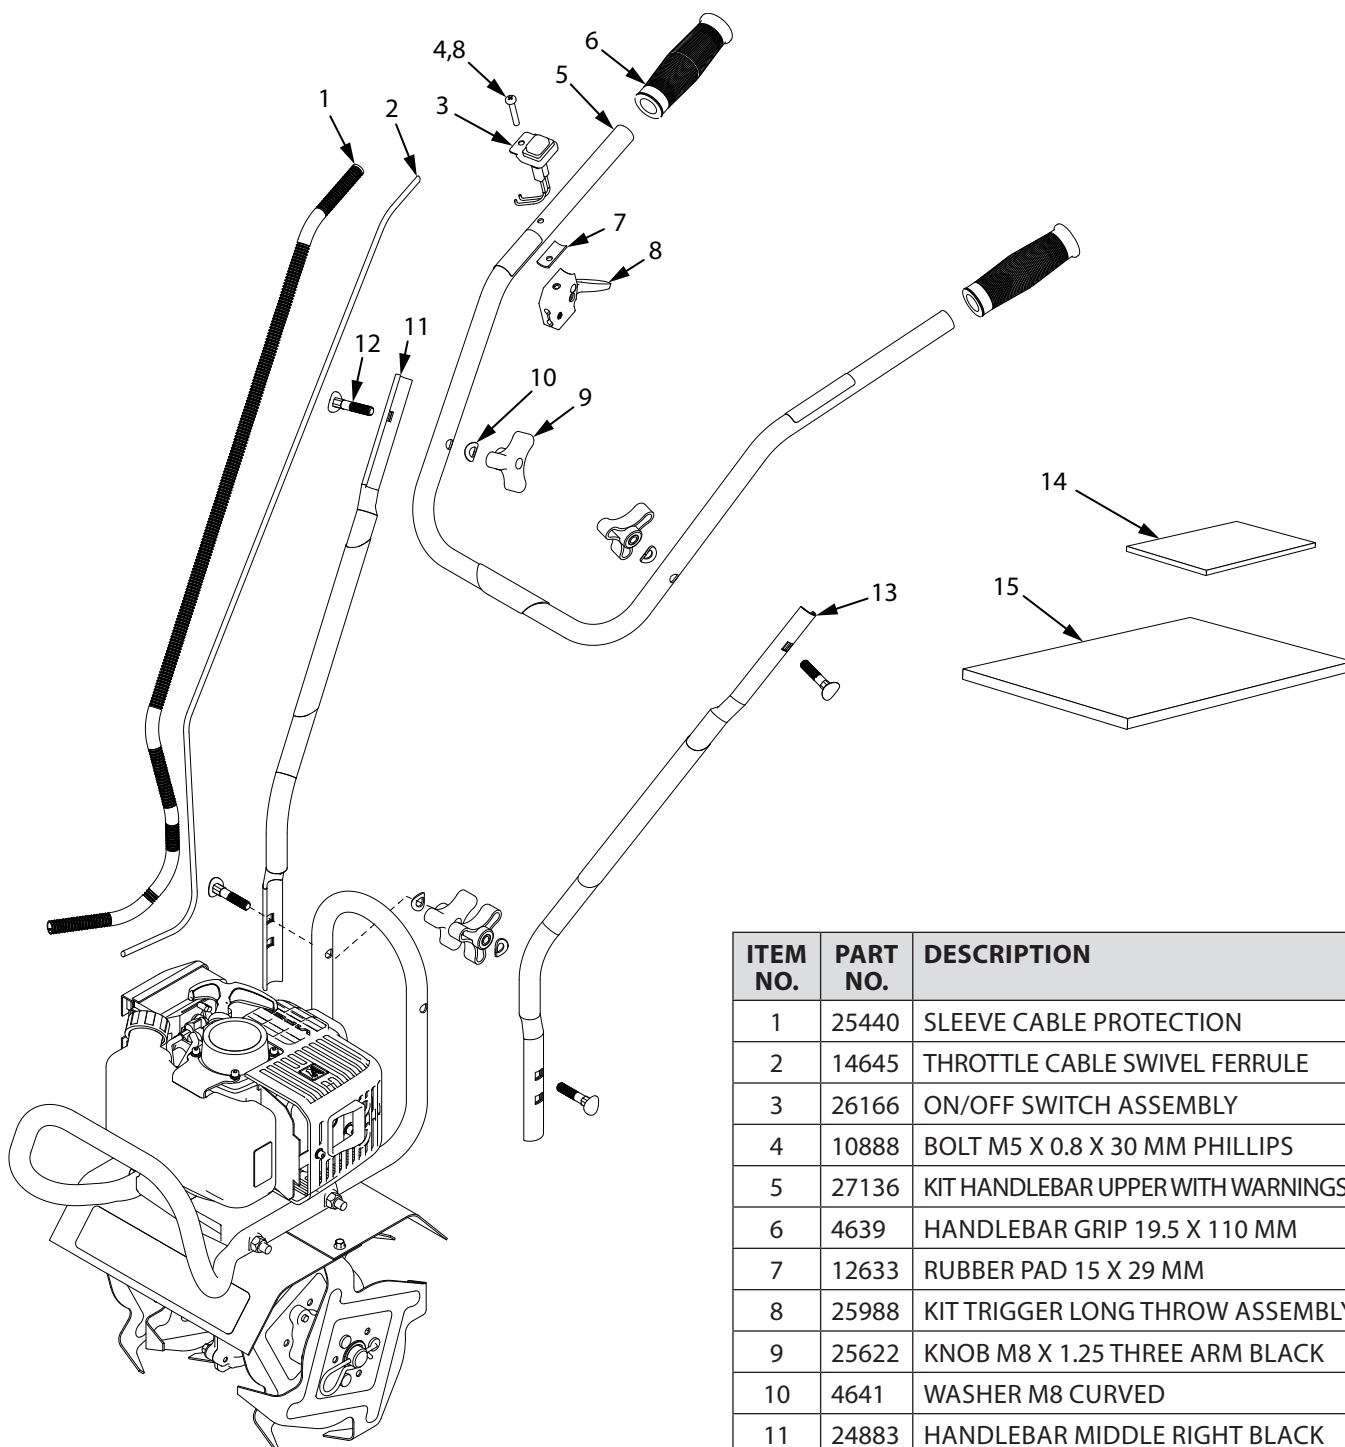 4,8
6
5
1
2
3
7
8
12
11
10
9
14
15
13
ITEM NO. PART NO. DESCRIPTION
1 25440 SLEEVE CABLE PROTECTION
2 14645 THROTTLE CABLE SWIVEL FERRULE
3 26166 ON/OFF SWITCH ASSEMBLY
4 10888 BOLT M5 X 0.8 X 30 MM PHILLIPS
5 27136 KIT HANDLEBAR UPPER WITH WARNINGS
6 4639 HANDLEBAR GRIP 19.5 X 110 MM
7 12633 RUBBER PAD 15 X 29 MM
8 25988 KIT TRIGGER LONG THROW ASSEMBLY
9 25622 KNOB M8 X 1.25 THREE ARM BLACK
10 4641 WASHER M8 CURVED
11 24883 HANDLEBAR MIDDLE RIGHT BLACK